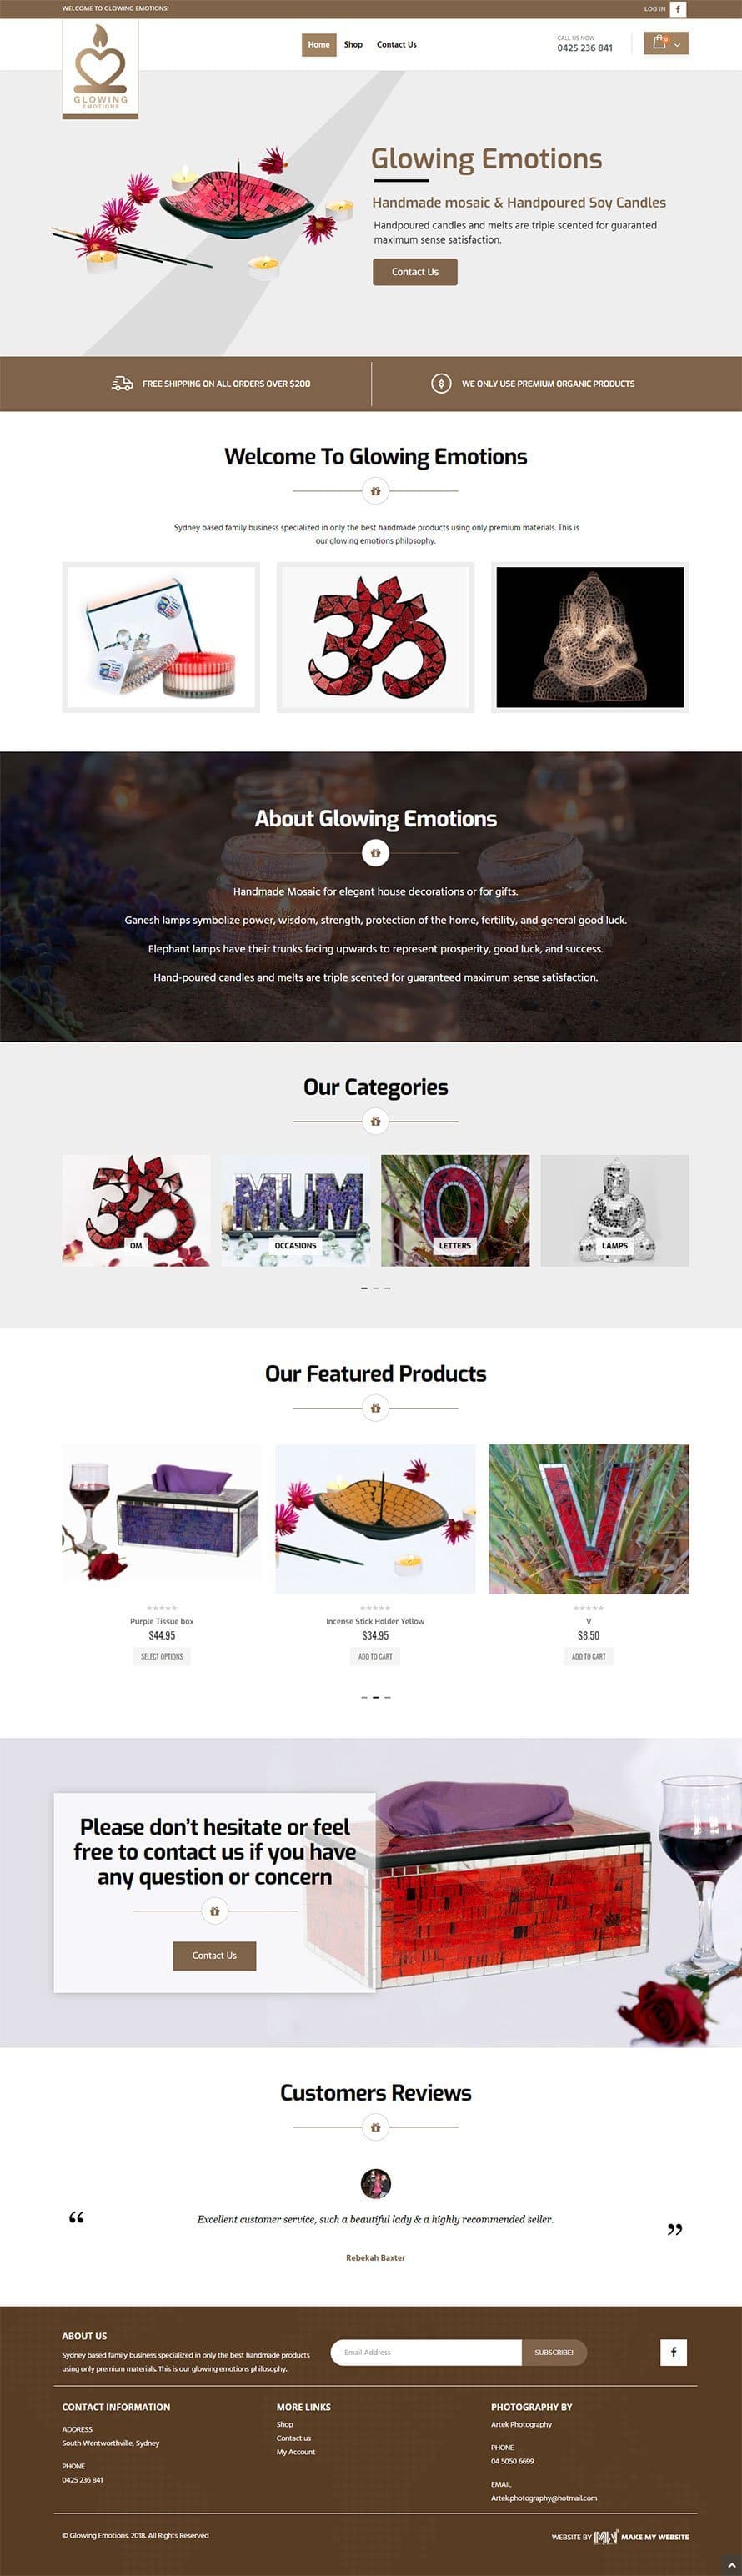 WELCOME TO GLOWING EMOTIONS!
LOG IN
GLOWING
EMOTIONS
Home
Shop
Contact Us
CALL US NOW
0425 236 841
0
Glowing Emotions
Handmade mosaic & Handpoured Soy Candles
Handpoured candles and melts are triple scented for guaranted
maximum sense satisfaction.
Contact Us
FREE SHIPPING ON ALL ORDERS OVER $200
WE ONLY USE PREMIUM ORGANIC PRODUCTS
Welcome To Glowing Emotions
Sydney based family business specialized in only the best handmade products using only premium materials. This is
our glowing emotions philosophy.
ॐ
About Glowing Emotions
Handmade Mosaic for elegant house decorations or for gifts.
Ganesh lamps symbolize power, wisdom, strength, protection of the home, fertility, and general good luck.
Elephant lamps have their trunks facing upwards to represent prosperity, good luck, and success.
Hand-poured candles and melts are triple scented for guaranteed maximum sense satisfaction.
Our Categories
ॐ
MUM
O
OM
OCCASIONS
LETTERS
LAMPS
Our Featured Products
V
Purple Tissue box
$44.95
SELECT OPTIONS
Incense Stick Holder Yellow
$34.95
ADD TO CART
V
$8.50
ADD TO CART
Please don't hesitate or feel
free to contact us if you have
any question or concern
Contact Us
Customers Reviews
“ Excellent customer service, such a beautiful lady & a highly recommended seller. ”
Rebekah Baxter
ABOUT US
Sydney based family business specialized in only the best handmade products
using only premium materials. This is our glowing emotions philosophy.
Email Address
SUBSCRIBE!
CONTACT INFORMATION
ADDRESS
South Wentworthville, Sydney
PHONE
0425 236 841
MORE LINKS
Shop
Contact us
My Account
PHOTOGRAPHY BY
Artek Photography
PHONE
04 5050 6699
EMAIL
Artek.photography@hotmail.com
© Glowing Emotions. 2018. All Rights Reserved
WEBSITE BY MW MAKE MY WEBSITE